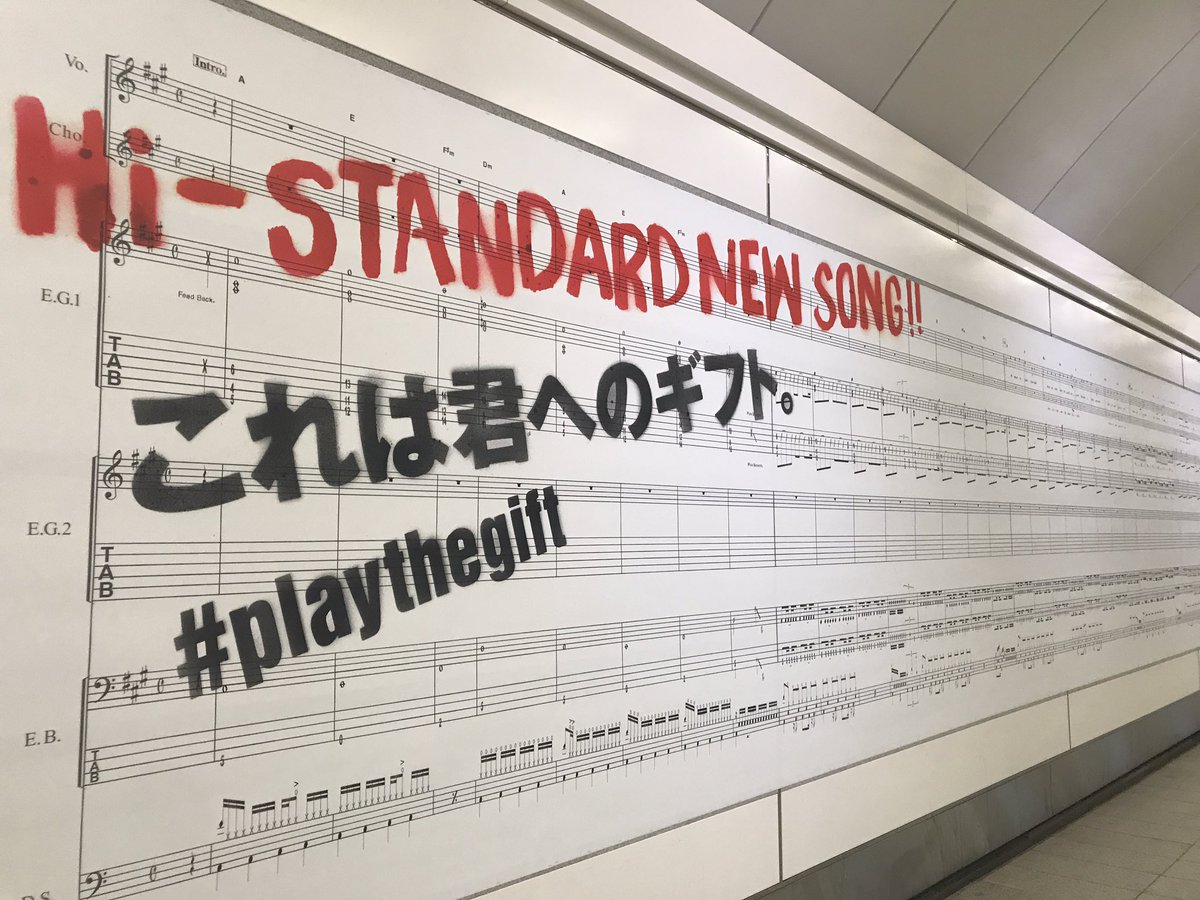 Vo.
Intro.
A
E
F#m
Dm
A
E
F#m
Cho.
Hi-STANDARD NEW SONG!!
E.G.1
Feed Back.
TAB
これは君へのギフト。
E.G.2
TAB
#playthegift
E.B.
TAB
D.S.